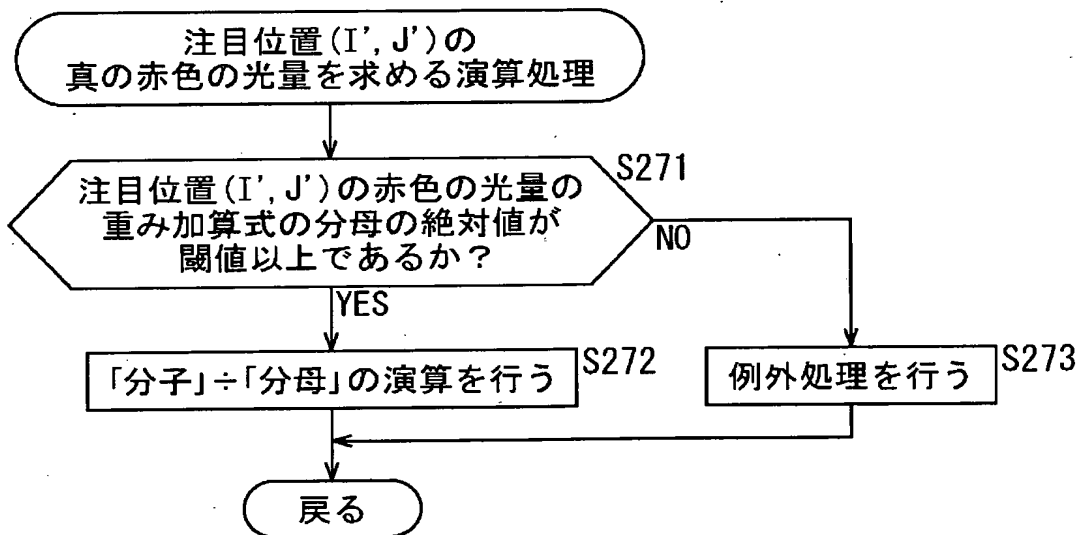 注目位置(I',J')の
真の赤色の光量を求める演算処理
S271
注目位置(I',J')の赤色の光量の
重み加算式の分母の絶対値が
閾値以上であるか？
NO
YES
S272
「分子」÷「分母」の演算を行う
S273
例外処理を行う
戻る